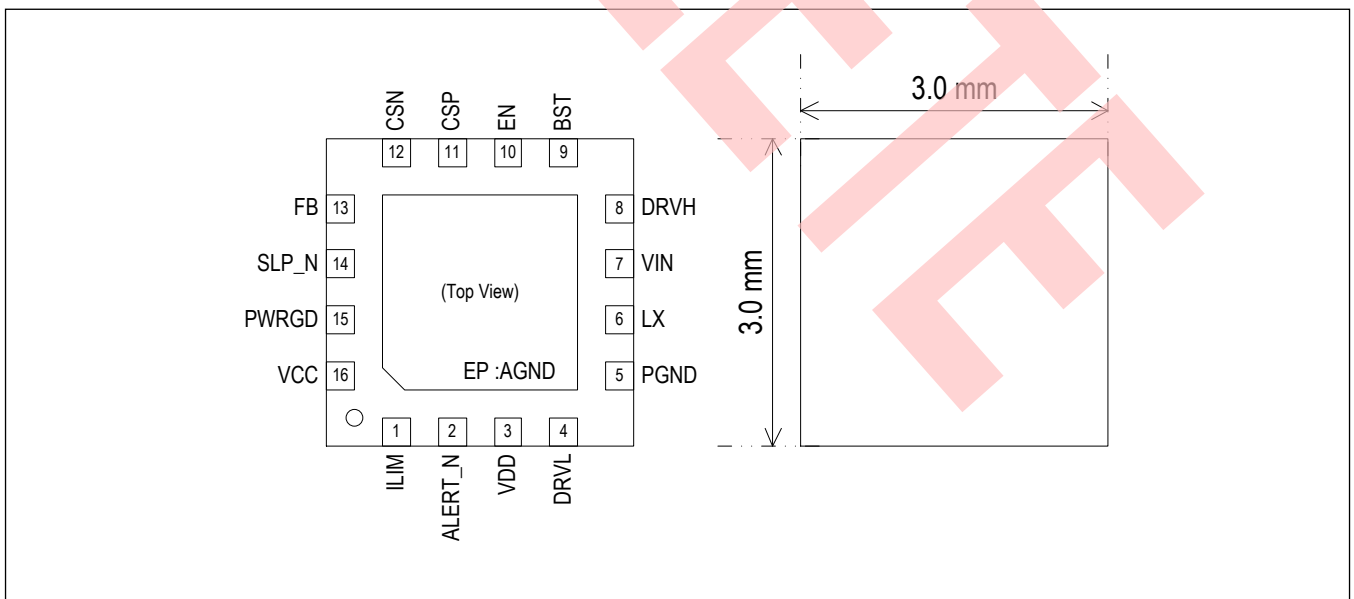 CSN
CSP
EN
BST
12
11
10
9
FB 13
SLP_N 14
PWRGD 15
VCC 16
8 DRVH
7 VIN
6 LX
5 PGND
(Top View)
EP :AGND
1
2
3
4
ILIM
ALERT_N
VDD
DRVL
3.0 mm
3.0 mm